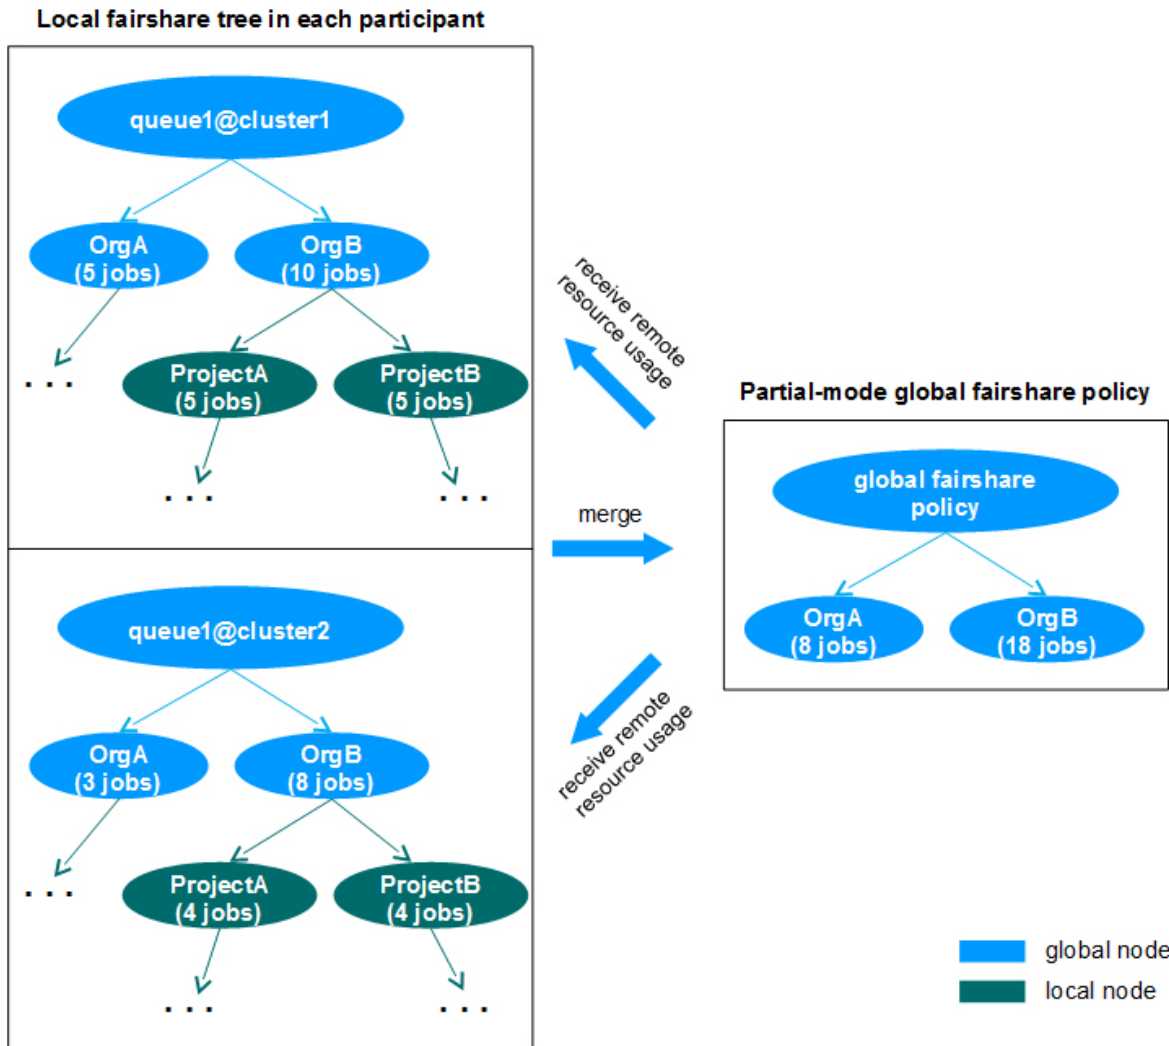 Local fairshare tree in each participant
queue1@cluster1
OrgA
(5 jobs)
OrgB
(10 jobs)
. . .
ProjectA
(5 jobs)
ProjectB
(5 jobs)
. . .
. . .
queue1@cluster2
OrgA
(3 jobs)
OrgB
(8 jobs)
. . .
ProjectA
(4 jobs)
ProjectB
(4 jobs)
. . .
. . .
receive remote
resource usage
merge
receive remote
resource usage
Partial-mode global fairshare policy
global fairshare
policy
OrgA
(8 jobs)
OrgB
(18 jobs)
global node
local node